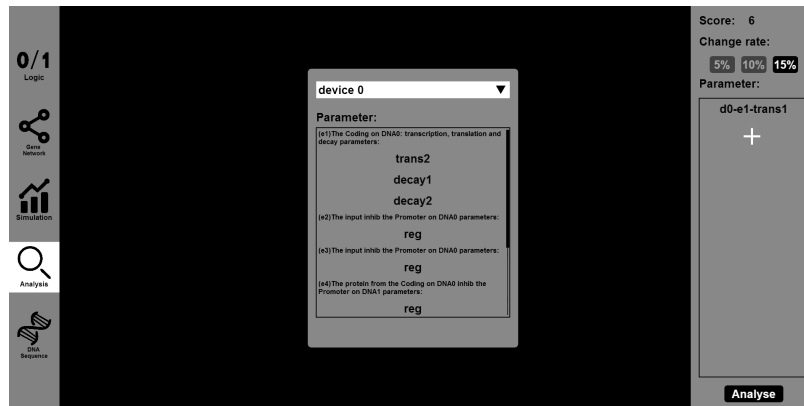 0/1
Logic
Gene
Network
Simulation
Analysis
DNA
Sequence
device 0
Parameter:
(e1)The Coding on DNA0: transcription, translation and
decay parameters:
trans2
decay1
decay2
(e2)The input inhib the Promoter on DNA0 parameters:
reg
(e3)The input inhib the Promoter on DNA0 parameters:
reg
(e4)The protein from the Coding on DNA0 inhib the
Promoter on DNA1 parameters:
reg
Score: 6
Change rate:
5% 10% 15%
Parameter:
d0-e1-trans1
Analyse